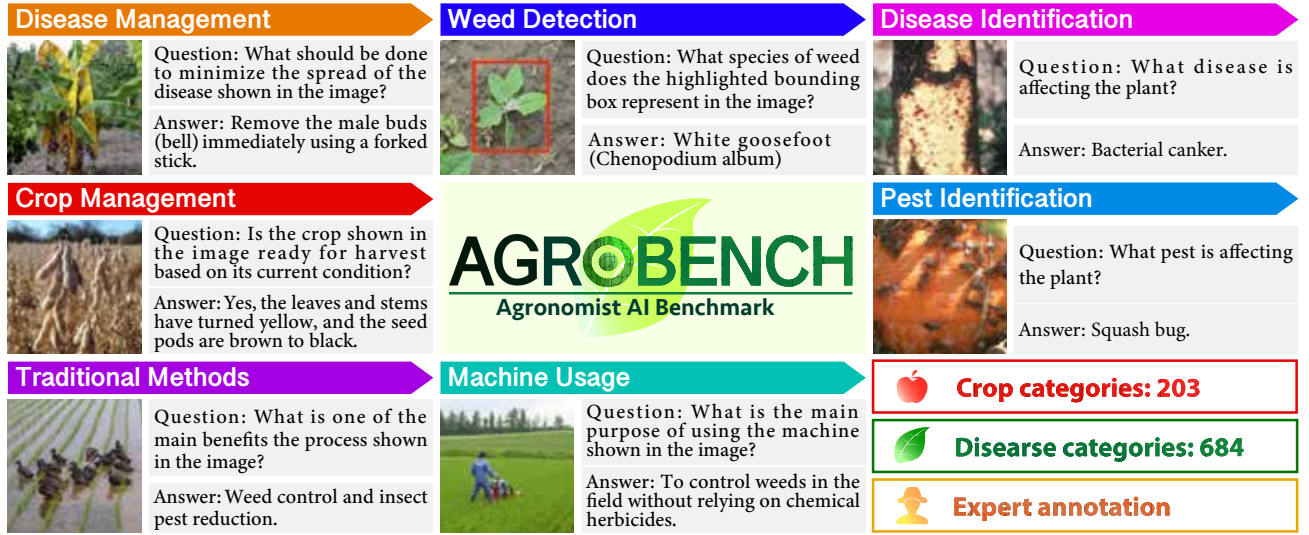 Disease Management
Question: What should be done
to minimize the spread of the
disease shown in the image?
Answer: Remove the male buds
(bell) immediately using a forked
stick.
Weed Detection
Question: What species of weed
does the highlighted bounding
box represent in the image?
Answer: White goosefoot
(Chenopodium album)
Disease Identification
Question: What disease is
affecting the plant?
Answer: Bacterial canker.
Crop Management
Question: Is the crop shown in
the image ready for harvest
based on its current condition?
Answer: Yes, the leaves and stems
have turned yellow, and the seed
pods are brown to black.
AGROBENCH
Agronomist AI Benchmark
Pest Identification
Question: What pest is affecting
the plant?
Answer: Squash bug.
Traditional Methods
Question: What is one of the
main benefits the process shown
in the image?
Answer: Weed control and insect
pest reduction.
Machine Usage
Question: What is the main
purpose of using the machine
shown in the image?
Answer: To control weeds in the
field without relying on chemical
herbicides.
Crop categories: 203
Disearse categories: 684
Expert annotation